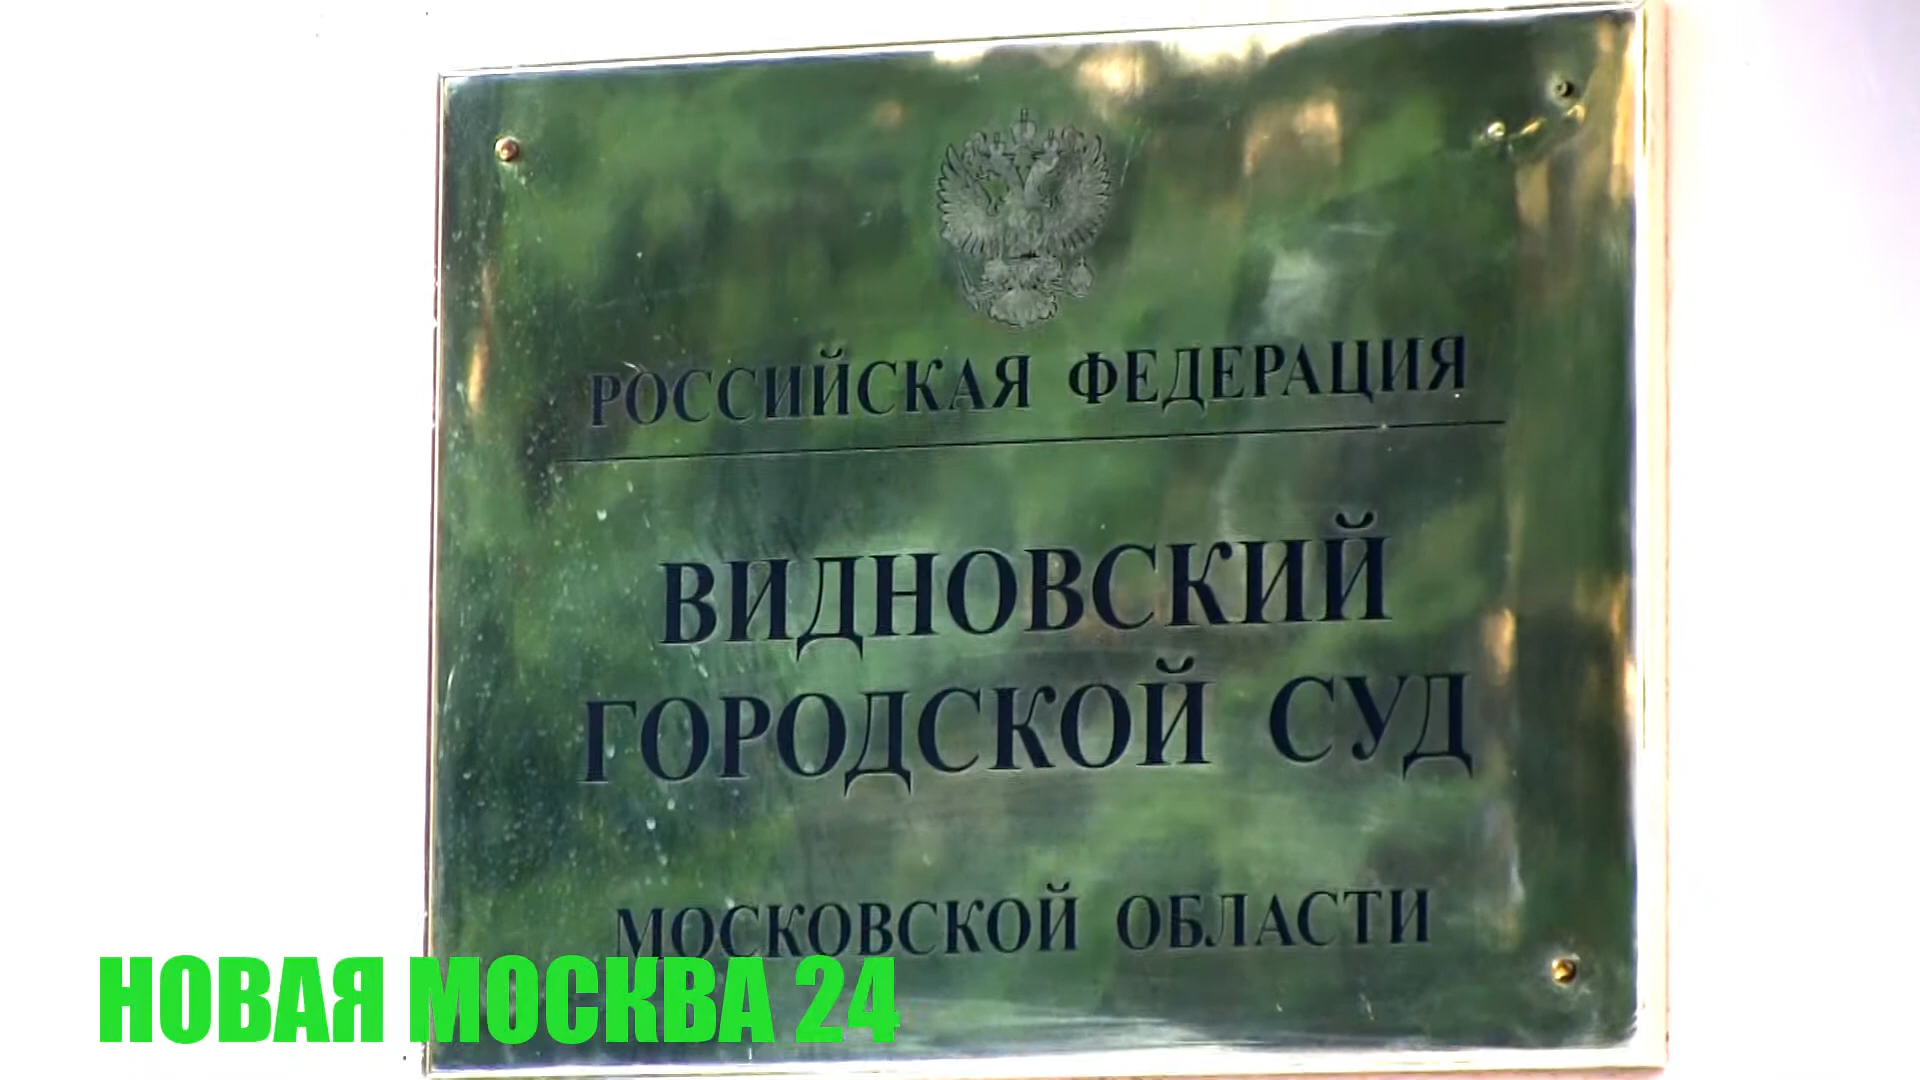 РОССИЙСКАЯ ФЕДЕРАЦИЯ
ВИДНОВСКИЙ
ГОРОДСКОЙ СУД
МОСКОВСКОЙ ОБЛАСТИ
НОВАЯ МОСКВА 24